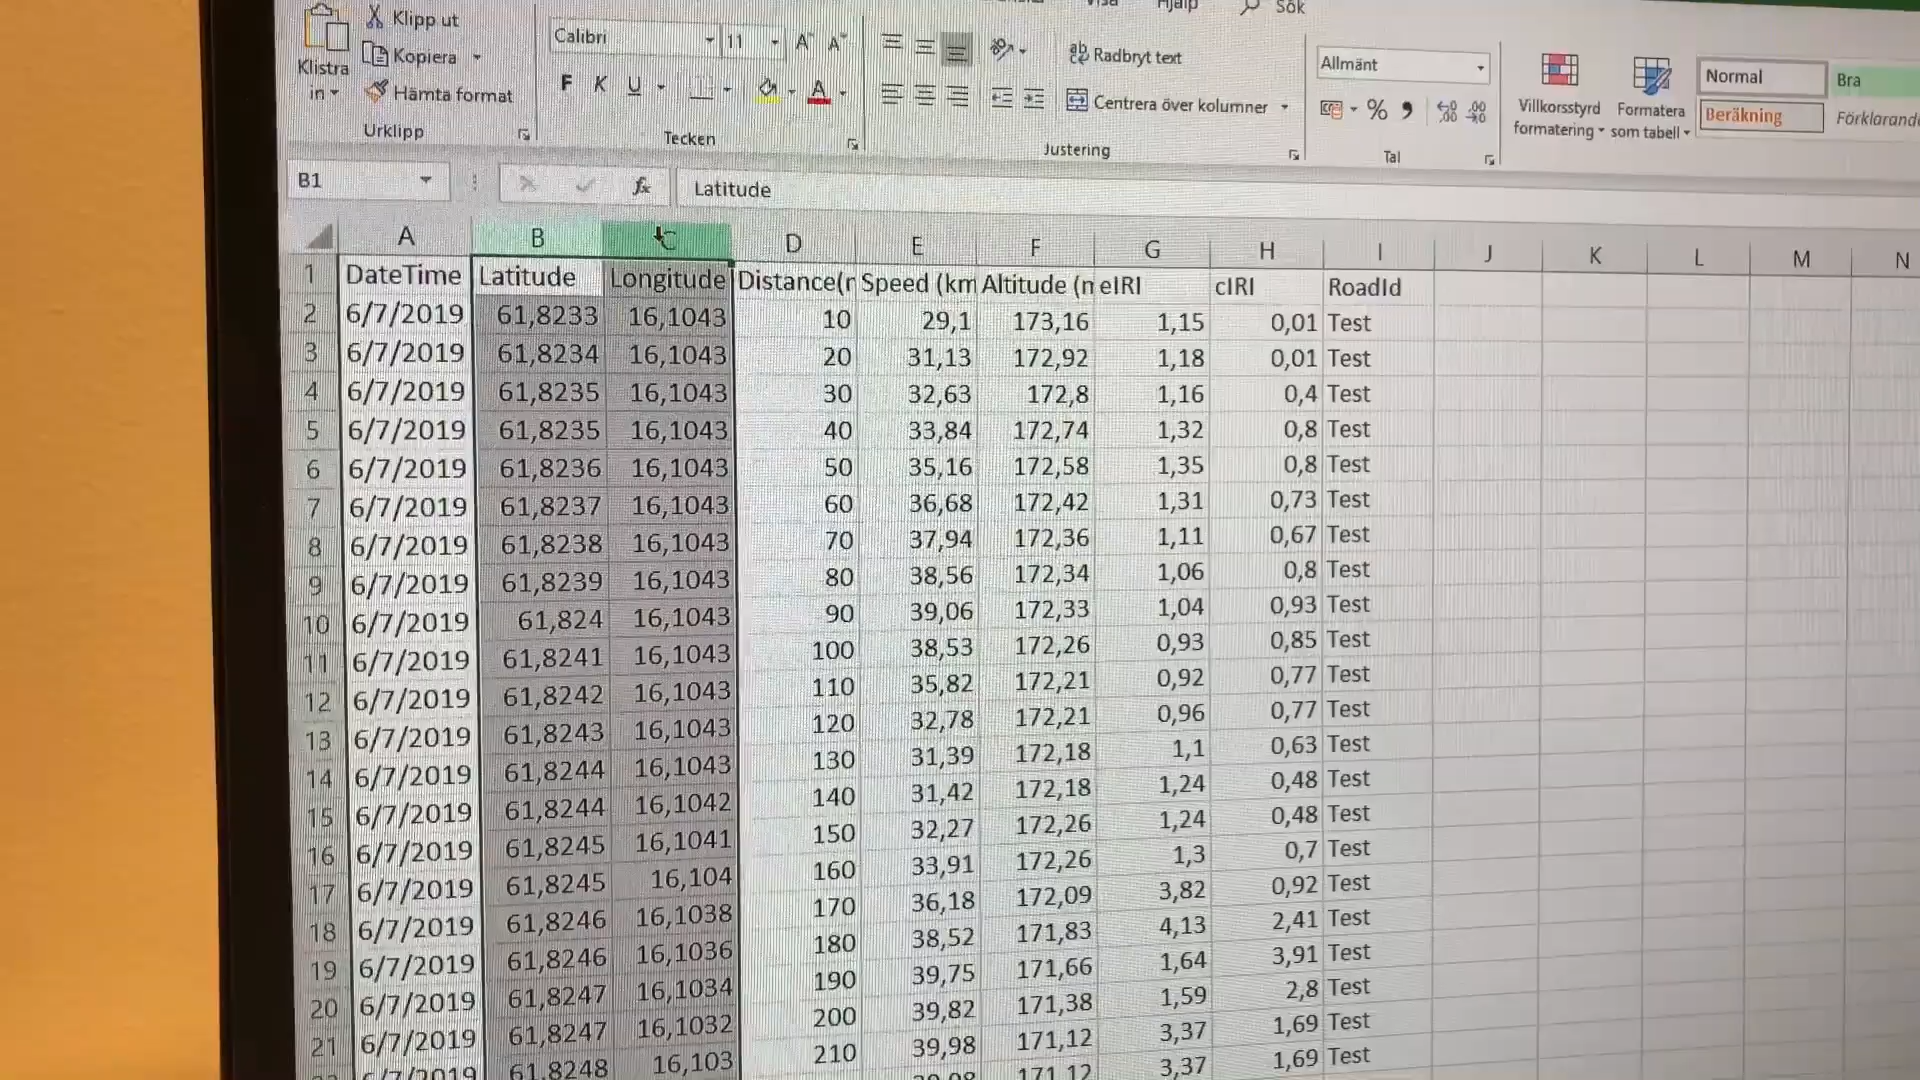 Hjälp Sök
Klistra in
Klipp ut
Kopiera
Hämta format
Urklipp
Calibri 11
F K U
Tecken
ab Radbryt text
Centrera över kolumner
Justering
Allmänt
%
Tal
Villkorsstyrd formatering
Formatera som tabell
Normal Bra
Beräkning
B1 fx Latitude
A B C D E F G H I J K L M N
1 DateTime Latitude Longitude Distance(r Speed (km Altitude (n eIRI cIRI RoadId
2 6/7/2019 61,8233 16,1043 10 29,1 173,16 1,15 0,01 Test
3 6/7/2019 61,8234 16,1043 20 31,13 172,92 1,18 0,01 Test
4 6/7/2019 61,8235 16,1043 30 32,63 172,8 1,16 0,4 Test
5 6/7/2019 61,8235 16,1043 40 33,84 172,74 1,32 0,8 Test
6 6/7/2019 61,8236 16,1043 50 35,16 172,58 1,35 0,8 Test
7 6/7/2019 61,8237 16,1043 60 36,68 172,42 1,31 0,73 Test
8 6/7/2019 61,8238 16,1043 70 37,94 172,36 1,11 0,67 Test
9 6/7/2019 61,8239 16,1043 80 38,56 172,34 1,06 0,8 Test
10 6/7/2019 61,824 16,1043 90 39,06 172,33 1,04 0,93 Test
11 6/7/2019 61,8241 16,1043 100 38,53 172,26 0,93 0,85 Test
12 6/7/2019 61,8242 16,1043 110 35,82 172,21 0,92 0,77 Test
13 6/7/2019 61,8243 16,1043 120 32,78 172,21 0,96 0,77 Test
14 6/7/2019 61,8244 16,1043 130 31,39 172,18 1,1 0,63 Test
15 6/7/2019 61,8244 16,1042 140 31,42 172,18 1,24 0,48 Test
16 6/7/2019 61,8245 16,1041 150 32,27 172,26 1,24 0,48 Test
17 6/7/2019 61,8245 16,104 160 33,91 172,26 1,3 0,7 Test
18 6/7/2019 61,8246 16,1038 170 36,18 172,09 3,82 0,92 Test
19 6/7/2019 61,8246 16,1036 180 38,52 171,83 4,13 2,41 Test
20 6/7/2019 61,8247 16,1034 190 39,75 171,66 1,64 3,91 Test
21 6/7/2019 61,8247 16,1032 200 39,82 171,38 1,59 2,8 Test
61,8248 16,103 210 39,98 171,12 3,37 1,69 Test
171,12 3,37 1,69 Test